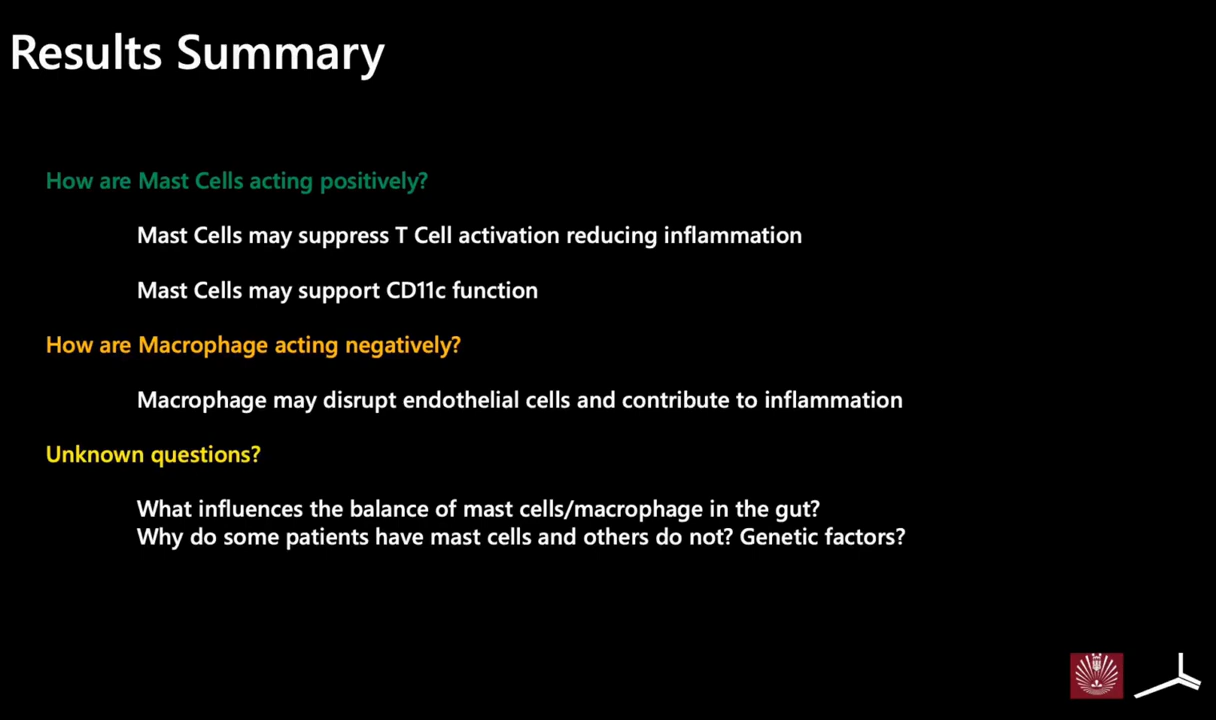 Results Summary
How are Mast Cells acting positively?
Mast Cells may suppress T Cell activation reducing inflammation
Mast Cells may support CD11c function
How are Macrophage acting negatively?
Macrophage may disrupt endothelial cells and contribute to inflammation
Unknown questions?
What influences the balance of mast cells/macrophage in the gut?
Why do some patients have mast cells and others do not? Genetic factors?